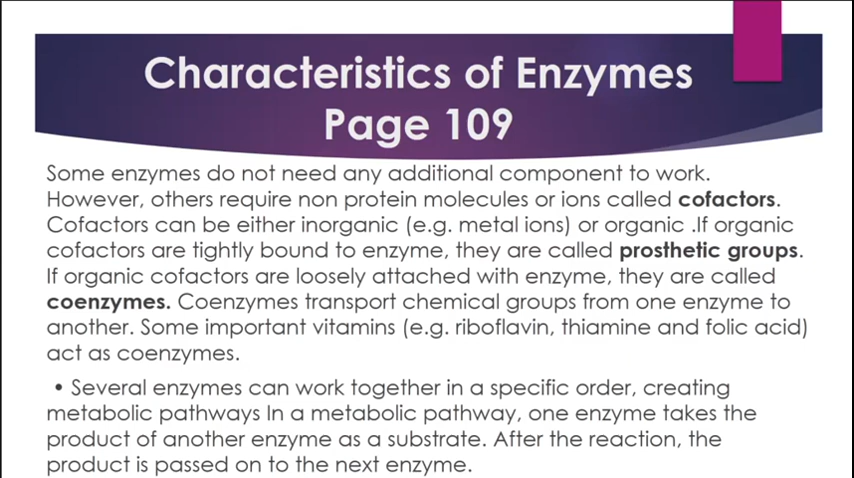 Characteristics of Enzymes
Page 109
Some enzymes do not need any additional component to work.
However, others require non protein molecules or ions called cofactors.
Cofactors can be either inorganic (e.g. metal ions) or organic .If organic
cofactors are tightly bound to enzyme, they are called prosthetic groups.
If organic cofactors are loosely attached with enzyme, they are called
coenzymes. Coenzymes transport chemical groups from one enzyme to
another. Some important vitamins (e.g. riboflavin, thiamine and folic acid)
act as coenzymes.
• Several enzymes can work together in a specific order, creating
metabolic pathways In a metabolic pathway, one enzyme takes the
product of another enzyme as a substrate. After the reaction, the
product is passed on to the next enzyme.